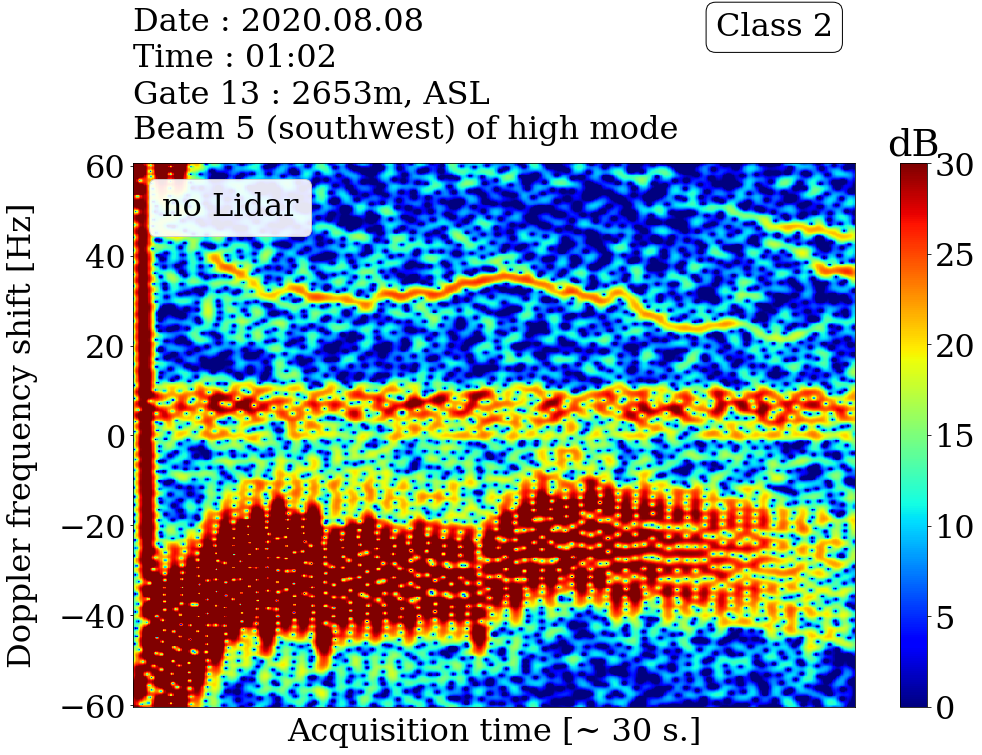 Date : 2020.08.08
Time : 01:02
Gate 13 : 2653m, ASL
Beam 5 (southwest) of high mode
Class 2
dB
no Lidar
60
40
20
0
−20
−40
−60
Doppler frequency shift [Hz]
Acquisition time [~ 30 s.]
30
25
20
15
10
5
0